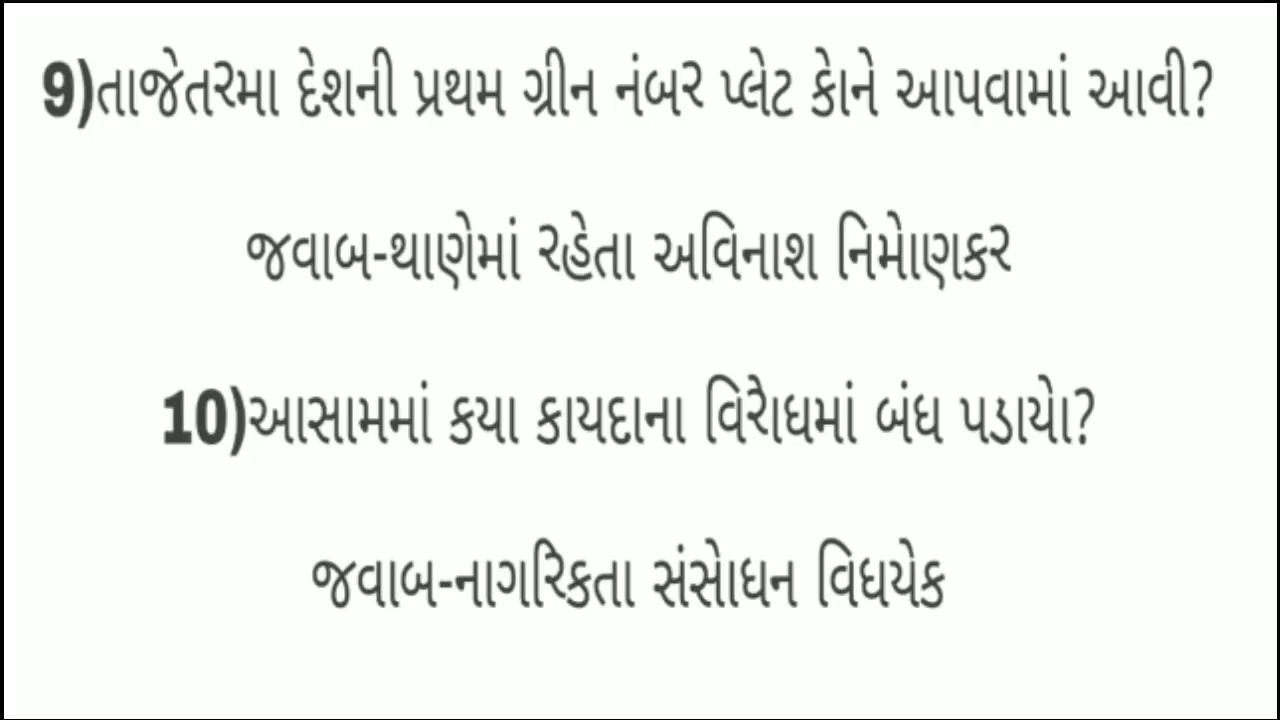 9)તાજેતરમા દેશની પ્રથમ ગ્રીન નંબર પ્લેટ કોને આપવામાં આવી?
જવાબ-થાણેમાં રહેતા અવિનાશ નિમોણકર
10)આસામમાં કયા કાયદાના વિરોધમાં બંધ પડાયો?
જવાબ-નાગરિકતા સંસોધન વિધયેક